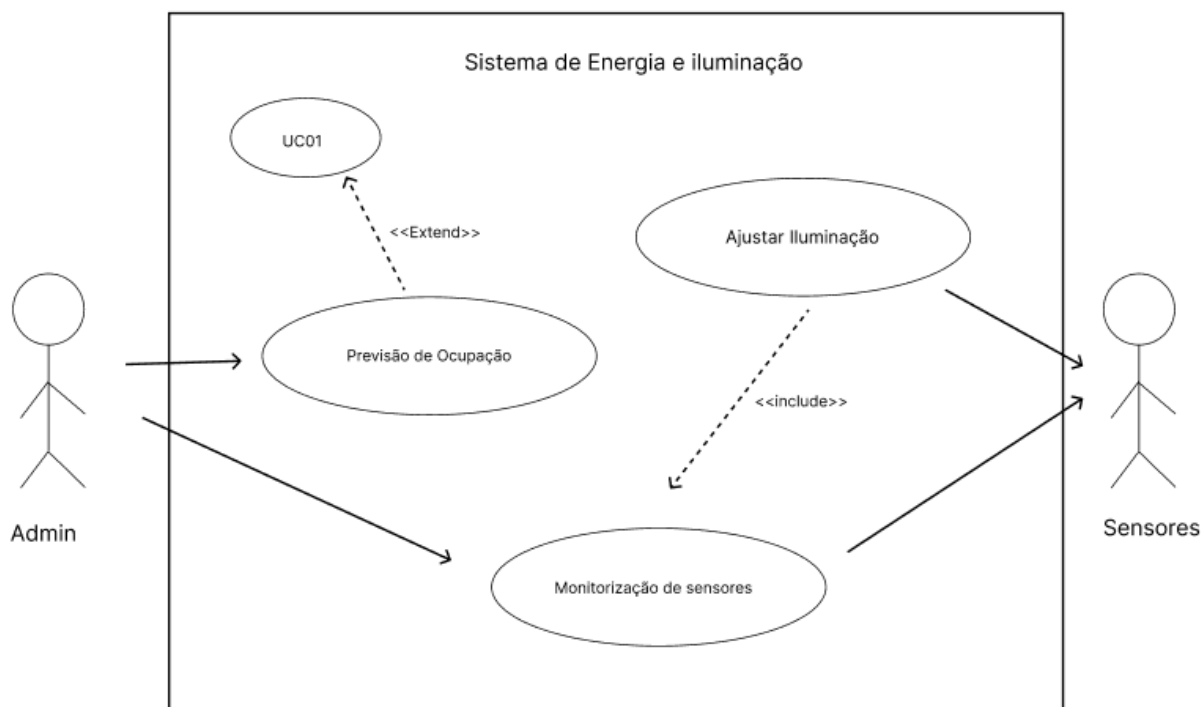 Sistema de Energia e iluminação
UC01
<<Extend>>
Ajustar Iluminação
Previsão de Ocupação
<<include>>
Admin
Sensores
Monitorização de sensores